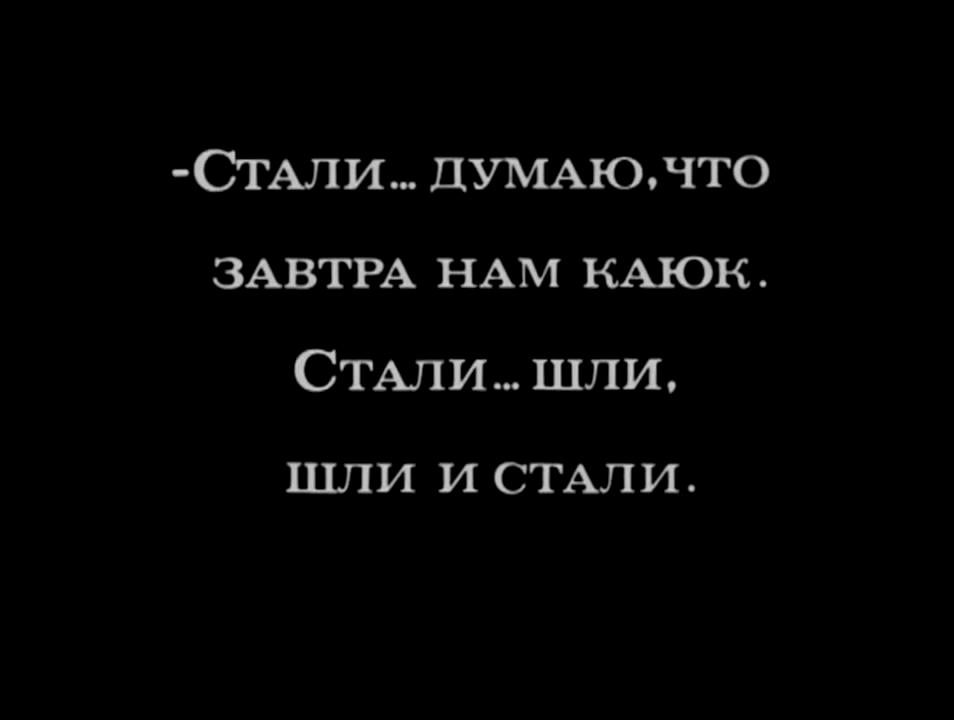 -Стали... думаю, что
завтра нам каюк.
Стали... шли,
шли и стали.